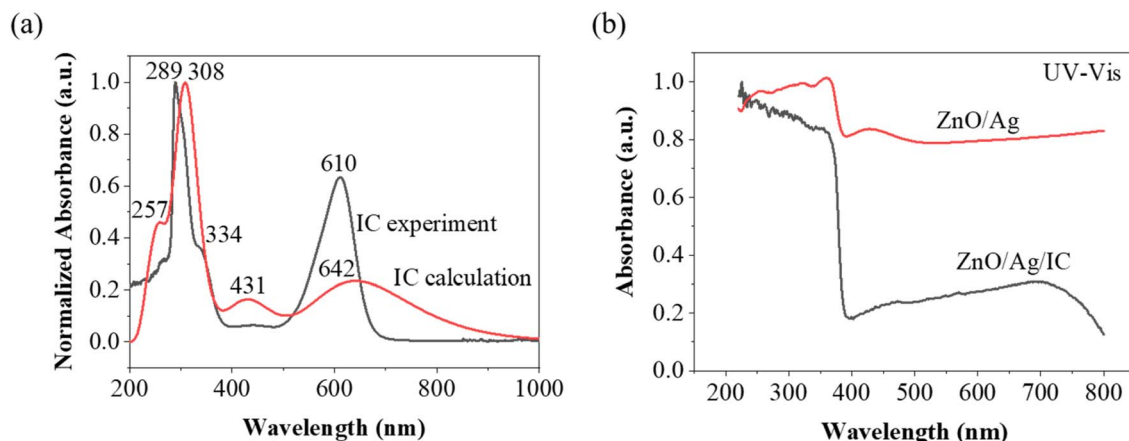 (a)
Normalized Absorbance (a.u.)
1.0
0.8
0.6
0.4
0.2
0.0
289 308
257
334
431
610
642
IC experiment
IC calculation
200 400 600 800 1000
Wavelength (nm)
(b)
Absorbance (a.u.)
1.0
0.8
0.6
0.4
0.2
0.0
UV-Vis
ZnO/Ag
ZnO/Ag/IC
200 300 400 500 600 700 800
Wavelength (nm)